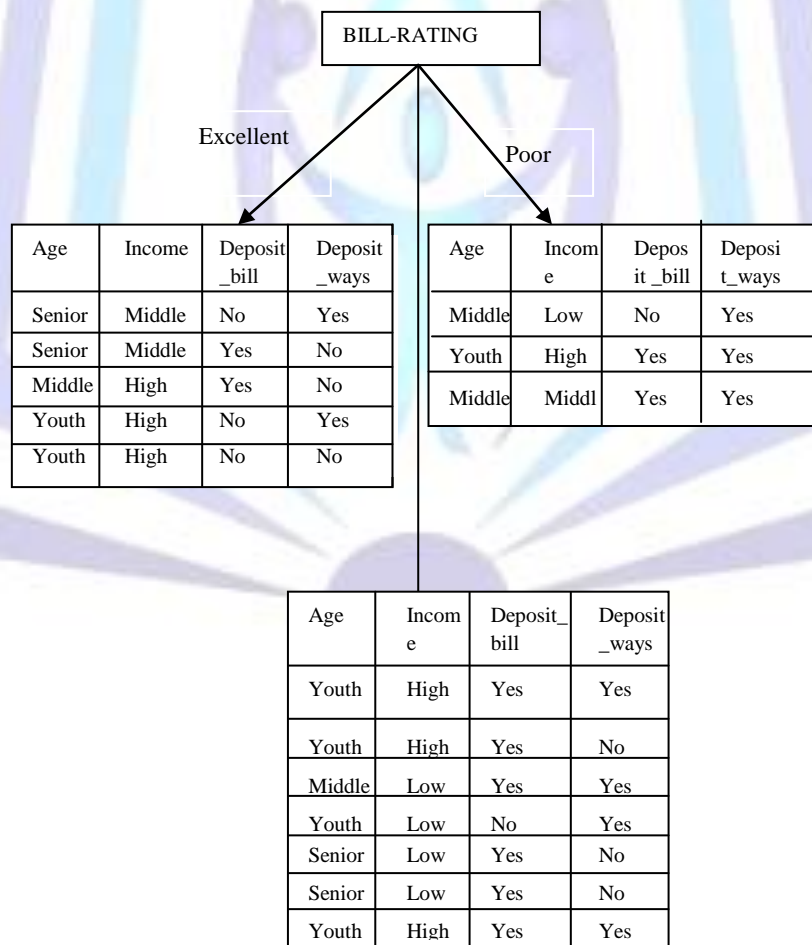 BILL-RATING
Excellent
Poor
Age Income Deposit _bill Deposit _ways
Senior Middle No Yes
Senior Middle Yes No
Middle High Yes No
Youth High No Yes
Youth High No No
Age Incom e Depos it _bill Deposi t_ways
Middle Low No Yes
Youth High Yes Yes
Middle Middl Yes Yes
Age Incom e Deposit_ bill Deposit _ways
Youth High Yes Yes
Youth High Yes No
Middle Low Yes Yes
Youth Low No Yes
Senior Low Yes No
Senior Low Yes No
Youth High Yes Yes